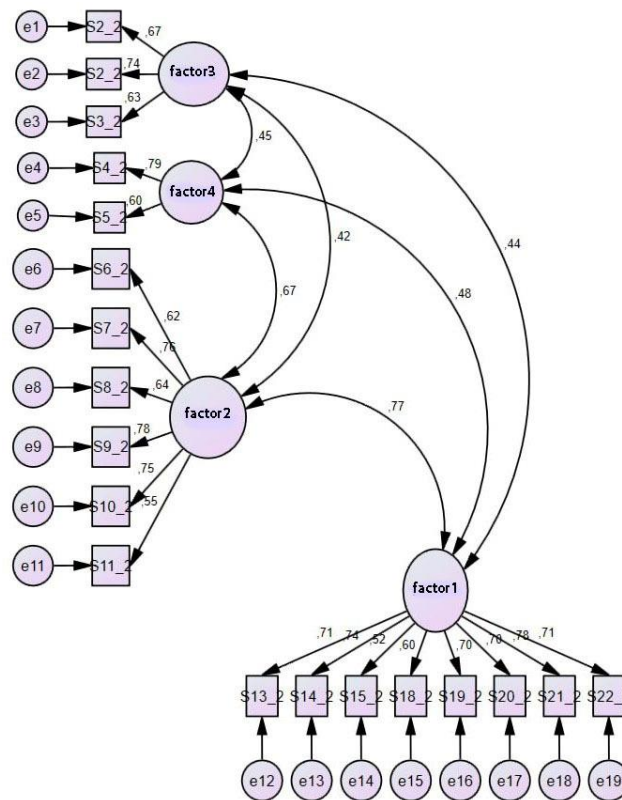 e1 S2_2 ,67
factor3
e2 S2_2 ,74
e3 S3_2 ,63
,45
e4 S4_2 ,79
factor4
e5 S5_2 ,60
,42
,44
e6 S6_2
,48
,67
,62
e7 S7_2
,76
e8 S8_2 ,64
factor2
,77
e9 S9_2 ,78
,75
e10 S10_2
,55
e11 S11_2
factor1
,71 ,74 ,52 ,60 ,70 ,78 ,71
S13_2 S14_2 S15_2 S18_2 S19_2 S20_2 S21_2 S22_
e12 e13 e14 e15 e16 e17 e18 e19